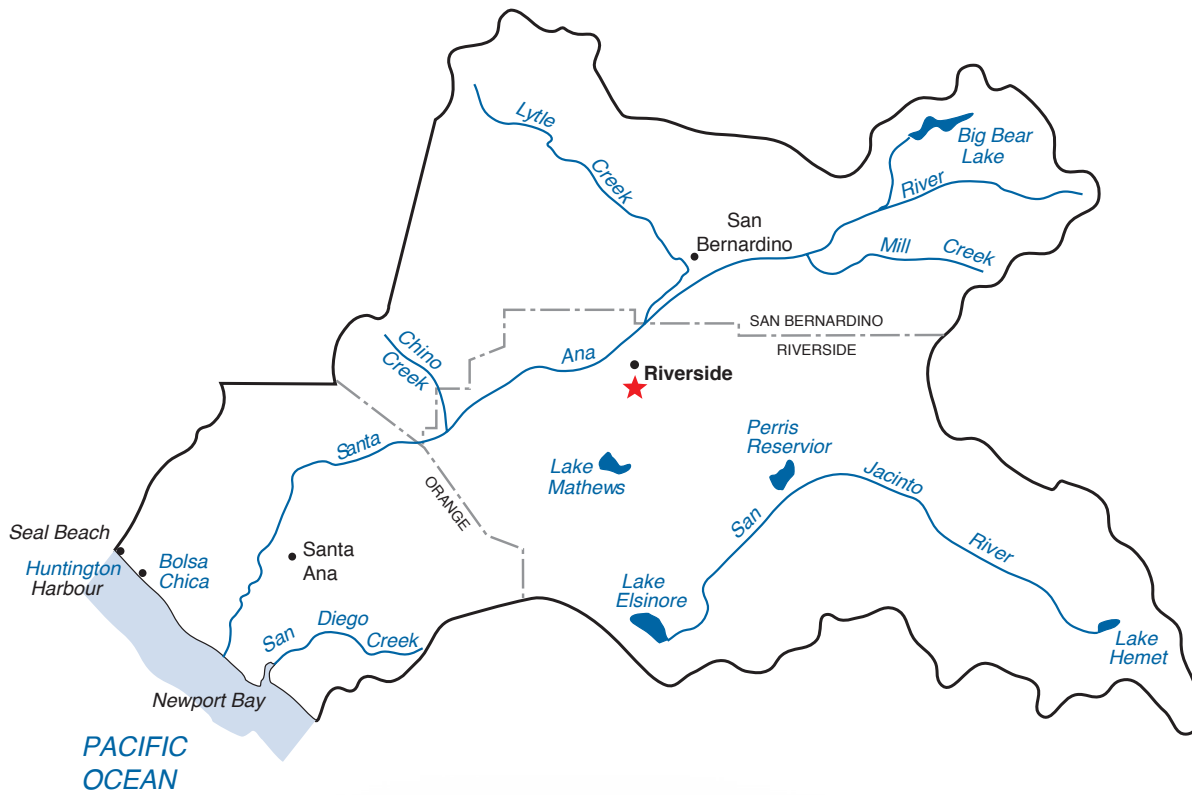 Lytle
Creek
Big Bear
Lake
River
San
Bernardino
Mill Creek
SAN BERNARDINO
RIVERSIDE
Chino
Creek
Ana
Riverside
Santa
Perris
Reservior
Lake
Mathews
Jacinto
San
River
ORANGE
Seal Beach
Huntington
Harbour
Bolsa
Chica
Santa
Ana
Lake
Elsinore
San Diego Creek
Lake
Hemet
Newport Bay
PACIFIC
OCEAN